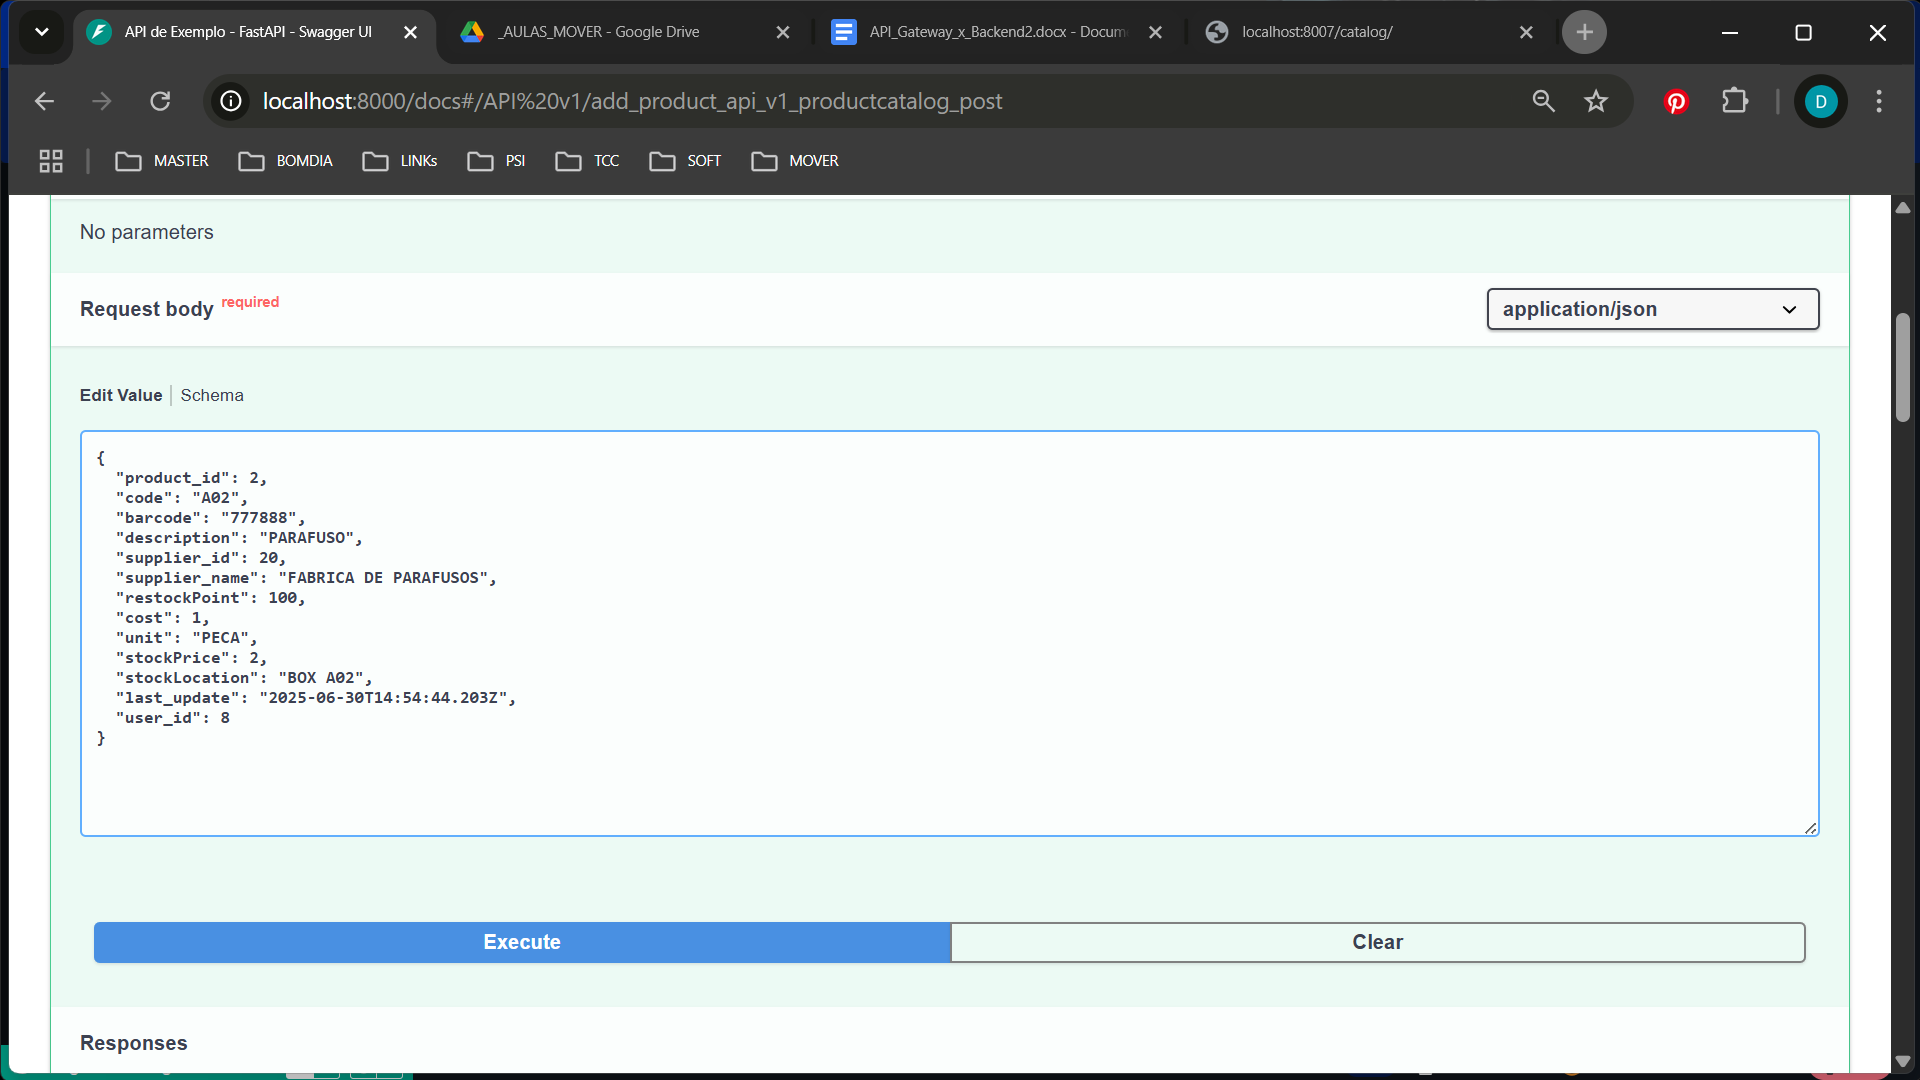 API de Exemplo - FastAPI - Swagger UI
_AULAS_MOVER - Google Drive
API_Gateway_x_Backend2.docx - Docum
localhost:8007/catalog/
localhost:8000/docs#/API%20v1/add_product_api_v1_productcatalog_post
D
MASTER
BOMDIA
LINKs
PSI
TCC
SOFT
MOVER
No parameters
Request body required
application/json
Edit Value | Schema
{
  "product_id": 2,
  "code": "A02",
  "barcode": "777888",
  "description": "PARAFUSO",
  "supplier_id": 20,
  "supplier_name": "FABRICA DE PARAFUSOS",
  "restockPoint": 100,
  "cost": 1,
  "unit": "PECA",
  "stockPrice": 2,
  "stockLocation": "BOX A02",
  "last_update": "2025-06-30T14:54:44.203Z",
  "user_id": 8
}
Execute
Clear
Responses